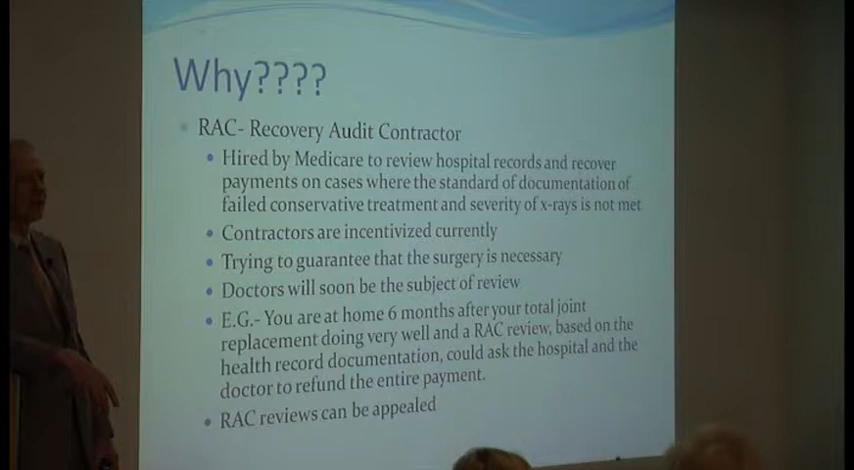 Why????
RAC- Recovery Audit Contractor
Hired by Medicare to review hospital records and recover
payments on cases where the standard of documentation of
failed conservative treatment and severity of x-rays is not met
Contractors are incentivized currently
Trying to guarantee that the surgery is necessary
Doctors will soon be the subject of review
E.G.- You are at home 6 months after your total joint
replacement doing very well and a RAC review, based on the
health record documentation, could ask the hospital and the
doctor to refund the entire payment.
RAC reviews can be appealed